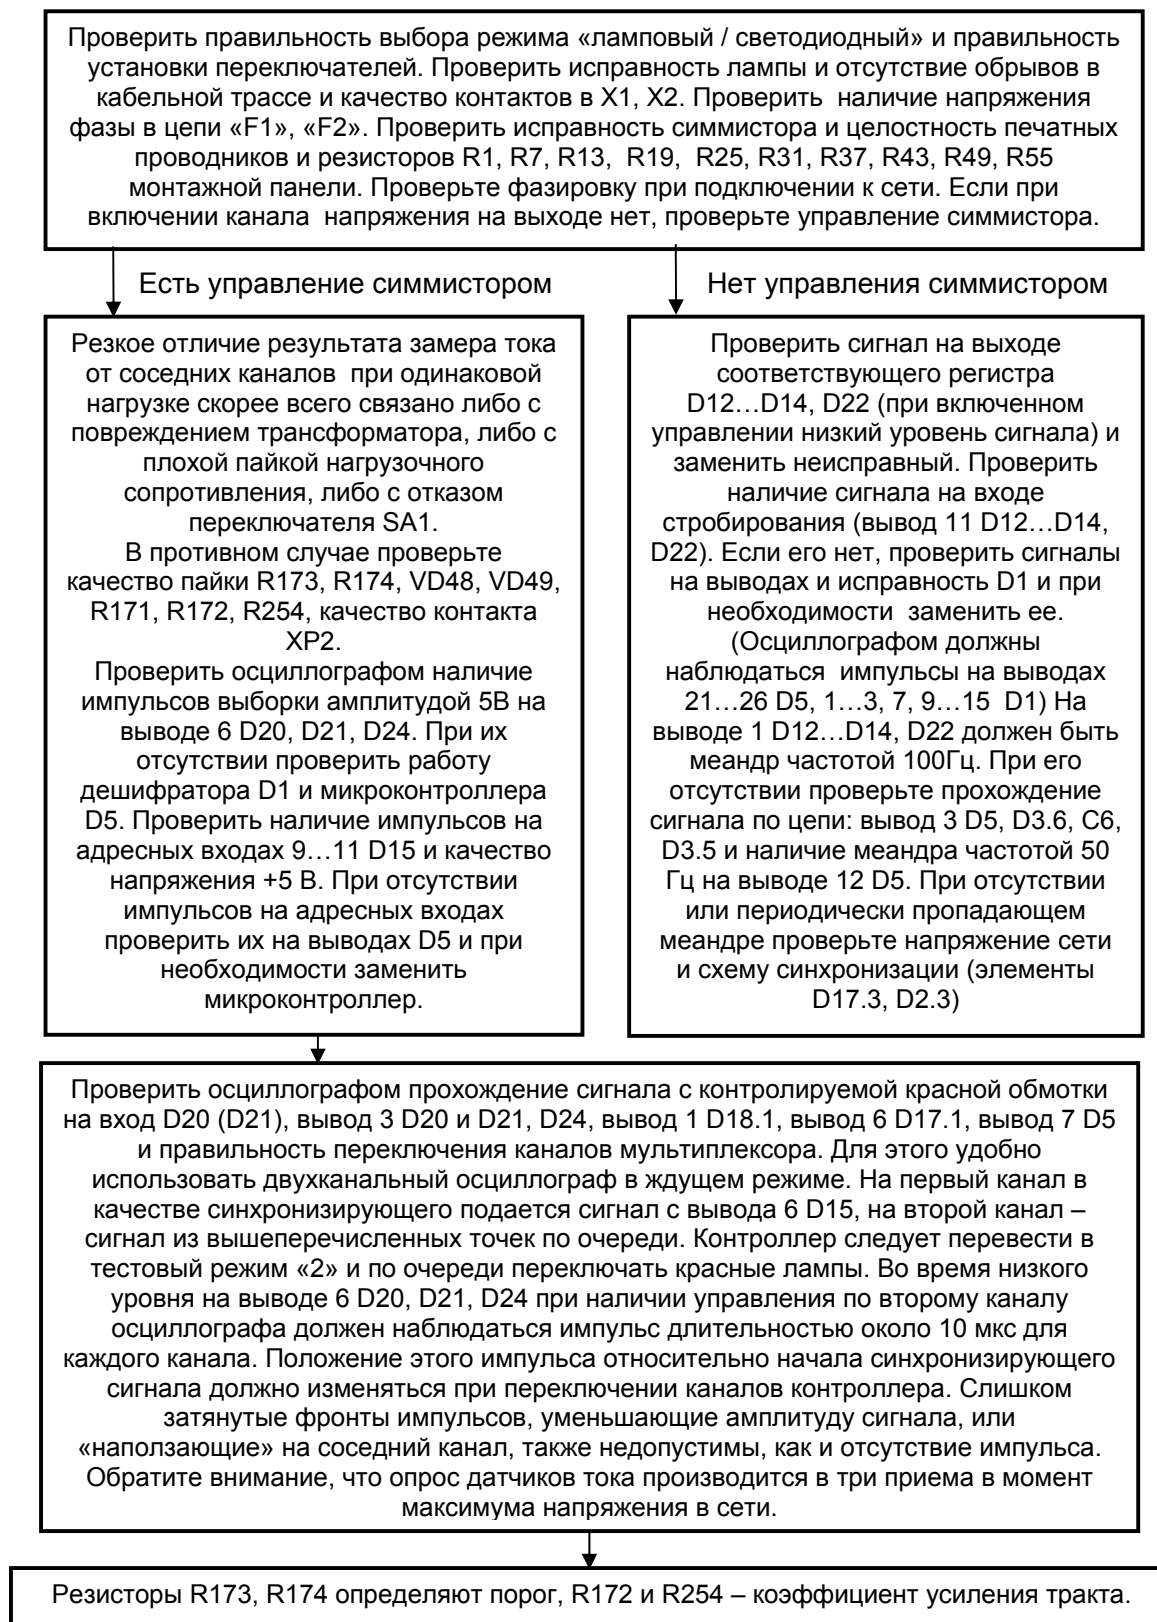 Проверить правильность выбора режима «ламповый / светодиодный» и правильность
установки переключателей. Проверить исправность лампы и отсутствие обрывов в
кабельной трассе и качество контактов в X1, X2. Проверить наличие напряжения
фазы в цепи «F1», «F2». Проверить исправность симмистора и целостность печатных
проводников и резисторов R1, R7, R13, R19, R25, R31, R37, R43, R49, R55
монтажной панели. Проверьте фазировку при подключении к сети. Если при
включении канала напряжения на выходе нет, проверьте управление симмистора.
Есть управление симмистором
Нет управления симмистором
Резкое отличие результата замера тока
от соседних каналов при одинаковой
нагрузке скорее всего связано либо с
повреждением трансформатора, либо с
плохой пайкой нагрузочного
сопротивления, либо с отказом
переключателя SA1.
В противном случае проверьте
качество пайки R173, R174, VD48, VD49,
R171, R172, R254, качество контакта
XP2.
Проверить осциллографом наличие
импульсов выборки амплитудой 5В на
выводе 6 D20, D21, D24. При их
отсутствии проверить работу
дешифратора D1 и микроконтроллера
D5. Проверить наличие импульсов на
адресных входах 9…11 D15 и качество
напряжения +5 В. При отсутствии
импульсов на адресных входах
проверить их на выводах D5 и при
необходимости заменить
микроконтроллер.
Проверить сигнал на выходе
соответствующего регистра
D12…D14, D22 (при включенном
управлении низкий уровень сигнала) и
заменить неисправный. Проверить
наличие сигнала на входе
стробирования (вывод 11 D12…D14,
D22). Если его нет, проверить сигналы
на выводах и исправность D1 и при
необходимости заменить ее.
(Осциллографом должны
наблюдаться импульсы на выводах
21…26 D5, 1…3, 7, 9…15 D1) На
выводе 1 D12…D14, D22 должен быть
меандр частотой 100Гц. При его
отсутствии проверьте прохождение
сигнала по цепи: вывод 3 D5, D3.6, C6,
D3.5 и наличие меандра частотой 50
Гц на выводе 12 D5. При отсутствии
или периодически пропадающем
меандре проверьте напряжение сети
и схему синхронизации (элементы
D17.3, D2.3)
Проверить осциллографом прохождение сигнала с контролируемой красной обмотки
на вход D20 (D21), вывод 3 D20 и D21, D24, вывод 1 D18.1, вывод 6 D17.1, вывод 7 D5
и правильность переключения каналов мультиплексора. Для этого удобно
использовать двухканальный осциллограф в ждущем режиме. На первый канал в
качестве синхронизирующего подается сигнал с вывода 6 D15, на второй канал –
сигнал из вышеперечисленных точек по очереди. Контроллер следует перевести в
тестовый режим «2» и по очереди переключать красные лампы. Во время низкого
уровня на выводе 6 D20, D21, D24 при наличии управления по второму каналу
осциллографа должен наблюдаться импульс длительностью около 10 мкс для
каждого канала. Положение этого импульса относительно начала синхронизирующего
сигнала должно изменяться при переключении каналов контроллера. Слишком
затянутые фронты импульсов, уменьшающие амплитуду сигнала, или
«наползающие» на соседний канал, также недопустимы, как и отсутствие импульса.
Обратите внимание, что опрос датчиков тока производится в три приема в момент
максимума напряжения в сети.
Резисторы R173, R174 определяют порог, R172 и R254 – коэффициент усиления тракта.